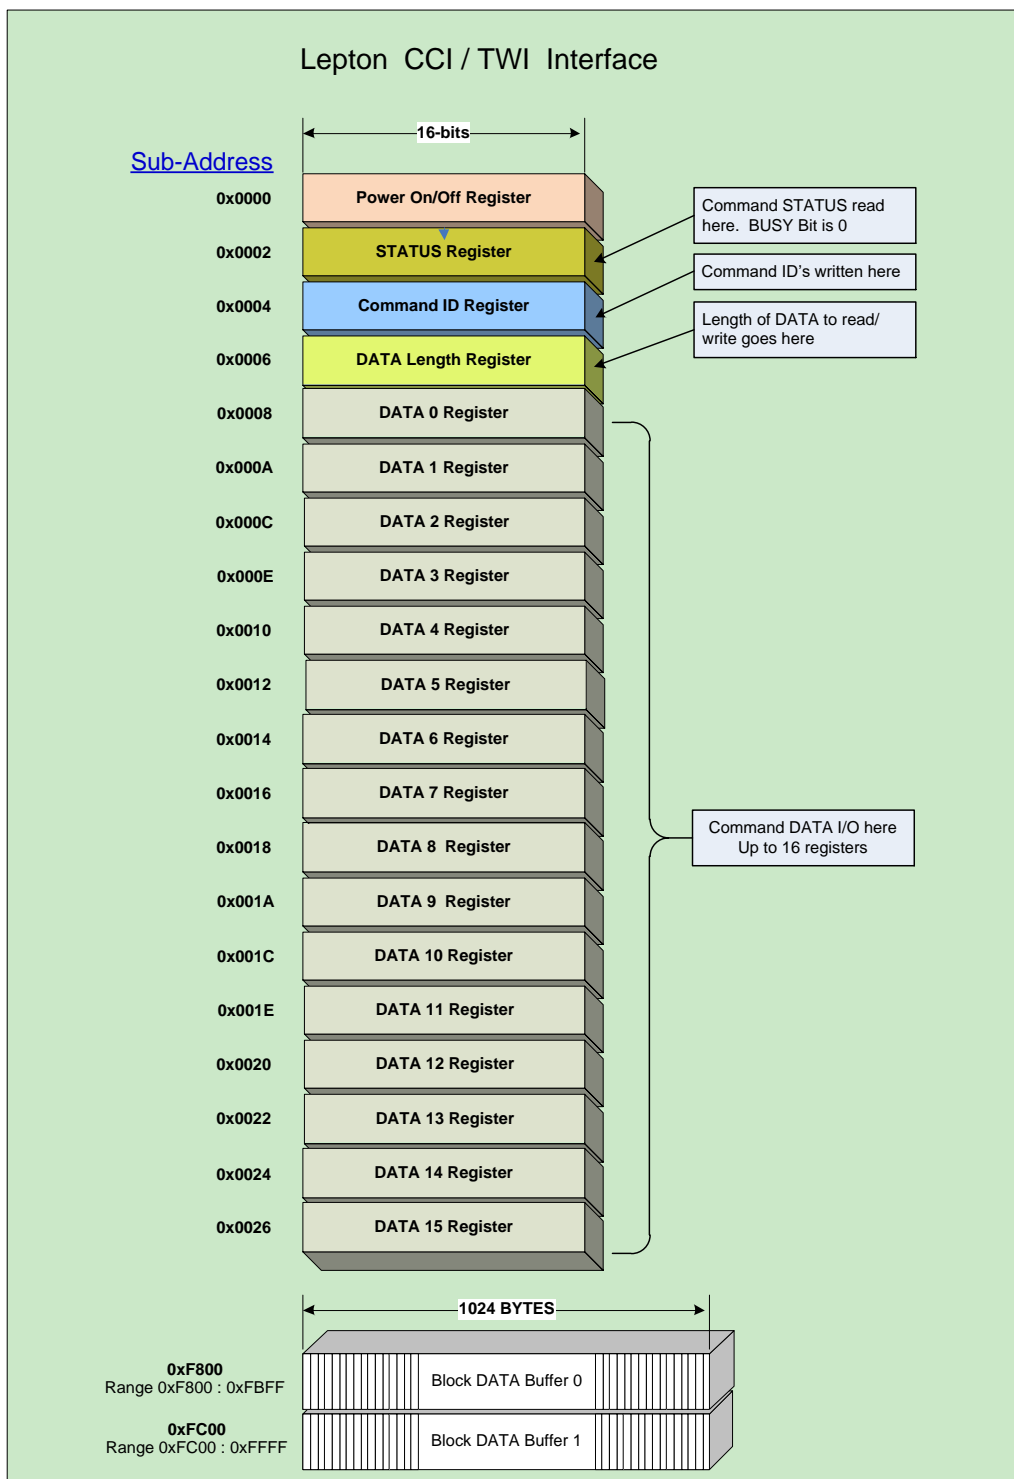 Lepton CCI / TWI Interface
16-bits
Sub-Address
0x0000 Power On/Off Register
Command STATUS read
here. BUSY Bit is 0
0x0002 STATUS Register
Command ID's written here
0x0004 Command ID Register
Length of DATA to read/
write goes here
0x0006 DATA Length Register
0x0008 DATA 0 Register
0x000A DATA 1 Register
0x000C DATA 2 Register
0x000E DATA 3 Register
0x0010 DATA 4 Register
0x0012 DATA 5 Register
0x0014 DATA 6 Register
0x0016 DATA 7 Register
Command DATA I/O here
Up to 16 registers
0x0018 DATA 8 Register
0x001A DATA 9 Register
0x001C DATA 10 Register
0x001E DATA 11 Register
0x0020 DATA 12 Register
0x0022 DATA 13 Register
0x0024 DATA 14 Register
0x0026 DATA 15 Register
1024 BYTES
0xF800
Range 0xF800 : 0xFBFF
Block DATA Buffer 0
0xFC00
Range 0xFC00 : 0xFFFF
Block DATA Buffer 1